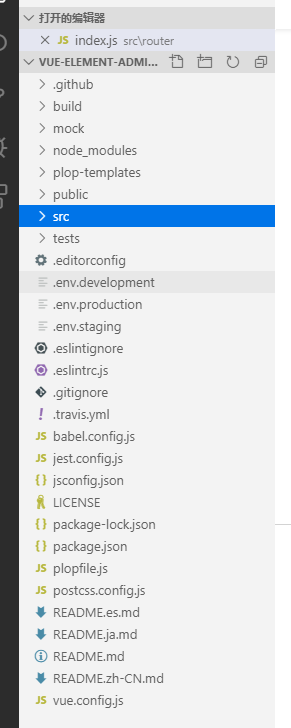 打开的编辑器
JS index.js src\router
VUE-ELEMENT-ADMI...
.github
build
mock
node_modules
plop-templates
public
src
tests
.editorconfig
.env.development
.env.production
.env.staging
.eslintignore
.eslintrc.js
.gitignore
! .travis.yml
JS babel.config.js
JS jest.config.js
{} jsconfig.json
LICENSE
{} package-lock.json
{} package.json
JS plopfile.js
JS postcss.config.js
README.es.md
README.ja.md
README.md
README.zh-CN.md
JS vue.config.js